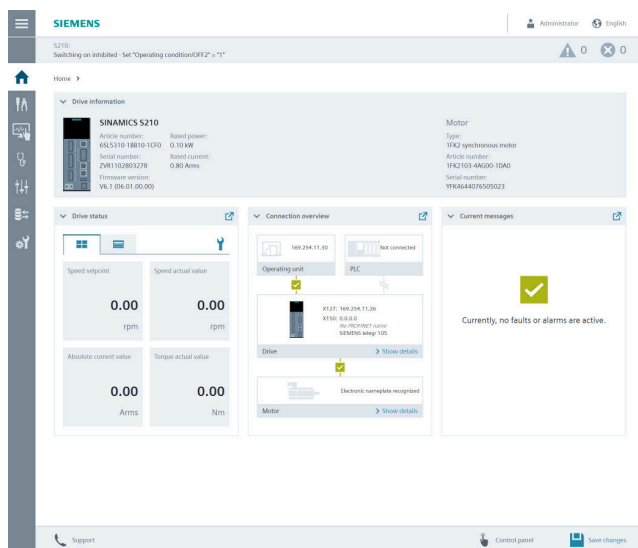 SIEMENS
Administrator
English
S210:
Switching on inhibited - Set "Operating condition/OFF2" = "1"
0
0
Home
Drive information
SINAMICS S210
Article number:
6SL5310-1BB10-1CF0
Rated power:
0.10 kW
Serial number:
ZVR1102803278
Rated current:
0.80 Arms
Firmware version:
V6.1 (06.01.00.00)
Motor
Type:
1FK2 synchronous motor
Article number:
1FK2103-4AG00-1DA0
Serial number:
YFK4644076505023
Drive status
Speed setpoint
0.00
rpm
Speed actual value
0.00
rpm
Absolute current value
0.00
Arms
Torque actual value
0.00
Nm
Connection overview
169.254.11.30
Operating unit
Not connected
PLC
X127: 169.254.11.26
X150: 0.0.0.0
No PROFINET name
SIEMENS telegr 105
Drive
Show details
Electronic nameplate recognized
Motor
Show details
Current messages
Currently, no faults or alarms are active.
Support
Control panel
Save changes